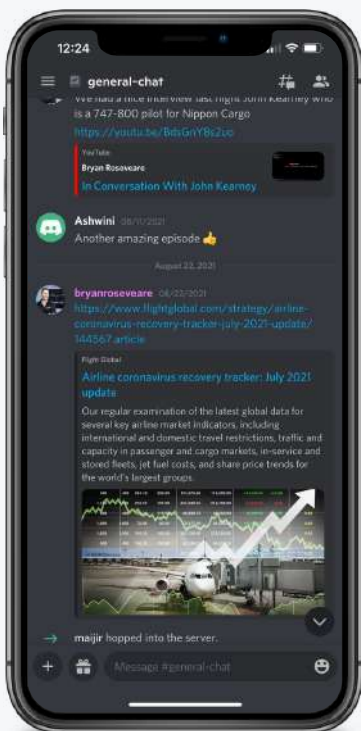 12:24
general-chat
We had a nice interview last night John Kearney who
is a 747-800 pilot for Nippon Cargo
https://youtu.be/BdsGnY8s2uo
YouTube
Bryan Roseveare
In Conversation With John Kearney
Ashwini 08/11/2021
Another amazing episode 👍
August 23, 2021
bryanroseveare 08/23/2021
https://www.flightglobal.com/strategy/airline-
coronavirus-recovery-tracker-july-2021-update/
144567.article
Flight Global
Airline coronavirus recovery tracker: July 2021
update
Our regular examination of the latest global data for
several key airline market indicators, including
international and domestic travel restrictions, traffic and
capacity in passenger and cargo markets, in-service and
stored fleets, jet fuel costs, and share price trends for
the world's largest groups.
maijir hopped into the server.
Message #general-chat